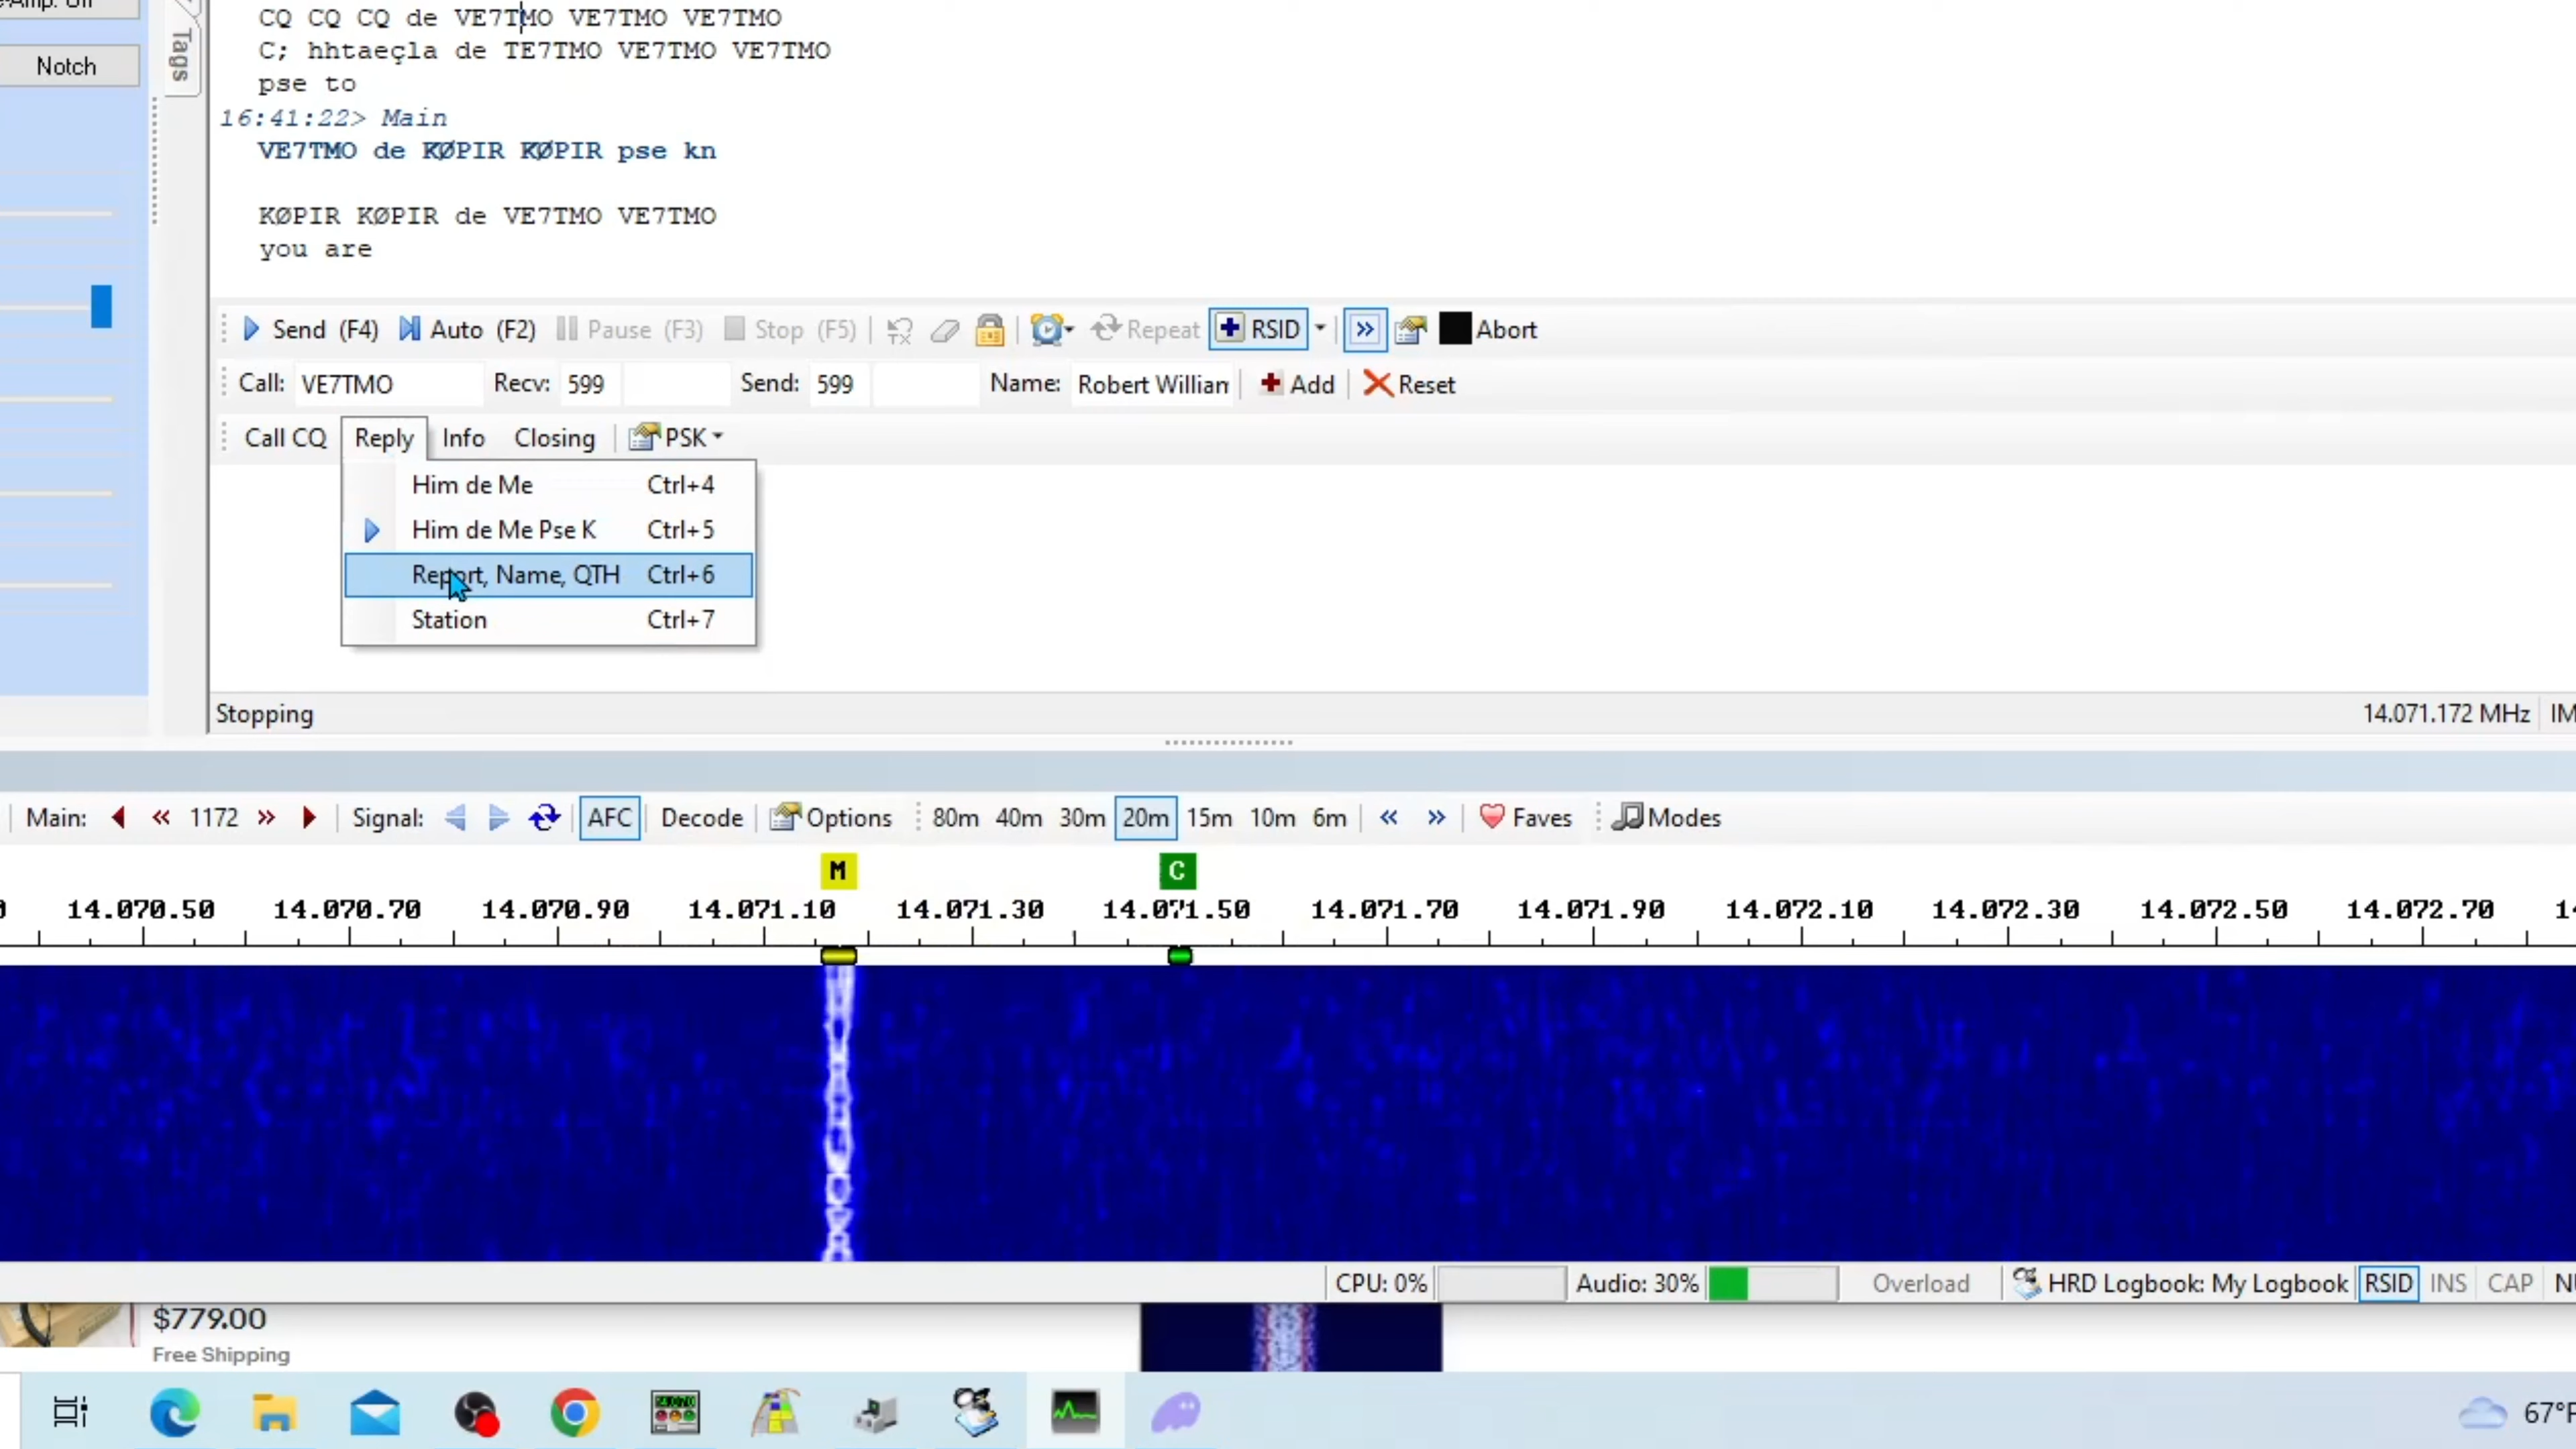 Notch
Tags
CQ CQ CQ de VE7TMO VE7TMO VE7TMO
C; hhtaeçla de TE7TMO VE7TMO VE7TMO
pse to
16:41:22> Main
VE7TMO de KØPIR KØPIR pse kn
KØPIR KØPIR de VE7TMO VE7TMO
you are
Send (F4) Auto (F2) Pause (F3) Stop (F5) Repeat RSID Abort
Call: VE7TMO Recv: 599 Send: 599 Name: Robert William Add Reset
Call CQ Reply Info Closing PSK
Him de Me Ctrl+4
Him de Me Pse K Ctrl+5
Report, Name, QTH Ctrl+6
Station Ctrl+7
Stopping 14.071.172 MHz
Main: 1172 Signal: AFC Decode Options 80m 40m 30m 20m 15m 10m 6m Faves Modes
M C
14.070.50 14.070.70 14.070.90 14.071.10 14.071.30 14.071.50 14.071.70 14.071.90 14.072.10 14.072.30 14.072.50 14.072.70
CPU: 0% Audio: 30% Overload HRD Logbook: My Logbook RSID INS CAP
$779.00
Free Shipping
67°F